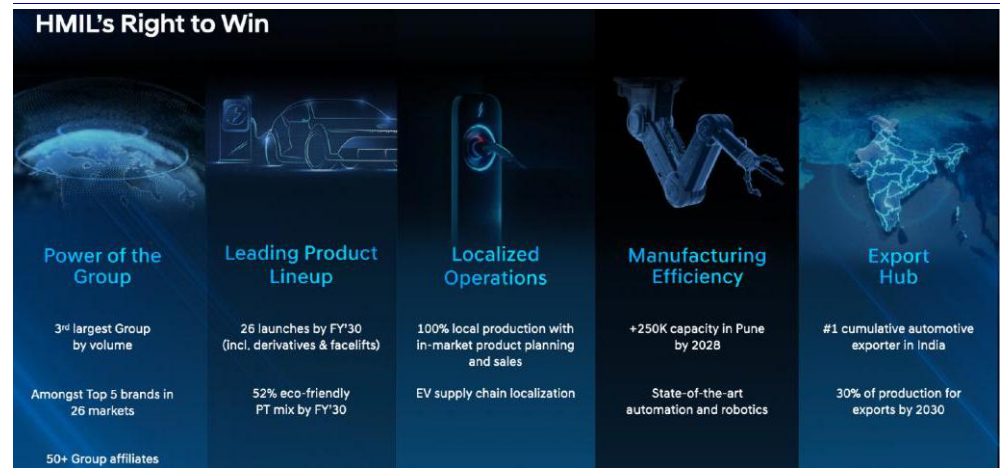 HMIL's Right to Win
Power of the
Group
3rd largest Group
by volume
Amongst Top 5 brands in
26 markets
50+ Group affiliates
Leading Product
Lineup
26 launches by FY'30
(incl. derivatives & facelifts)
52% eco-friendly
PT mix by FY'30
Localized
Operations
100% local production with
in-market product planning
and sales
EV supply chain localization
Manufacturing
Efficiency
+250K capacity in Pune
by 2028
State-of-the-art
automation and robotics
Export
Hub
#1 cumulative automotive
exporter in India
30% of production for
exports by 2030